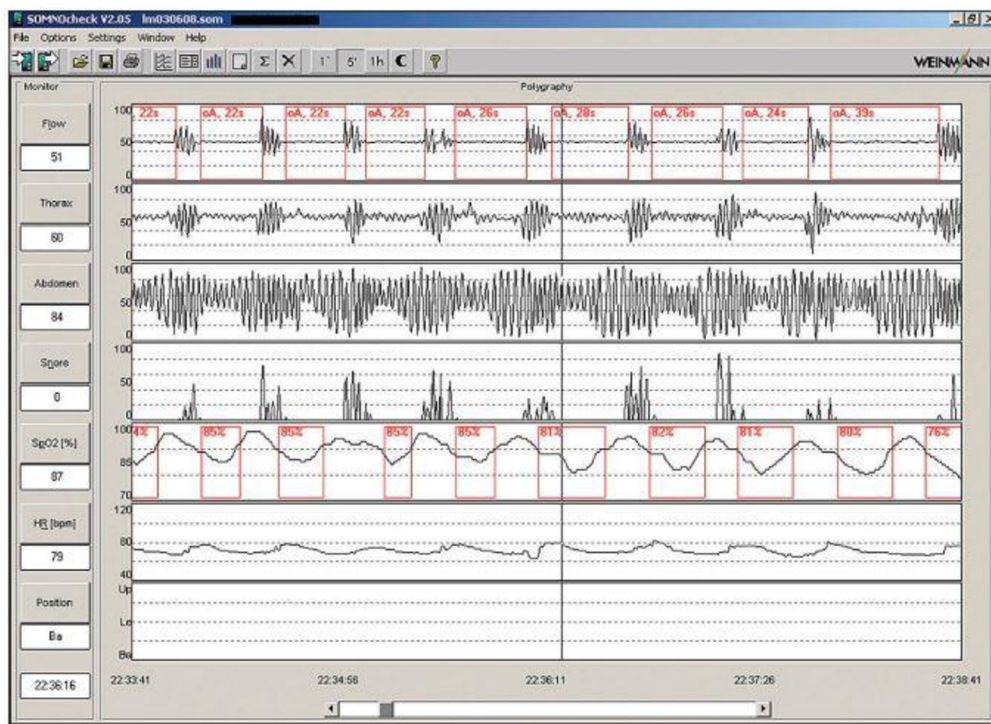 SOMNOcheck V2.05 lm030608.som
File Options Settings Window Help
1' 5' 1h
WEINMANN
Monitor
Polygraphy
Flow
51
100
50
0
22s oA, 22s oA, 22s oA, 22s oA, 26s oA, 28s oA, 26s oA, 24s oA, 39s
Thorax
60
100
50
0
Abdomen
84
100
50
0
Snore
0
100
50
0
SpO2 [%]
87
100
85
70
4% 85% 85% 85% 85% 81% 82% 81% 80% 76%
HR [bpm]
79
120
80
40
Position
Ba
Up
Le
Ba
22:36:16
22:33:41 22:34:56 22:36:11 22:37:26 22:38:41